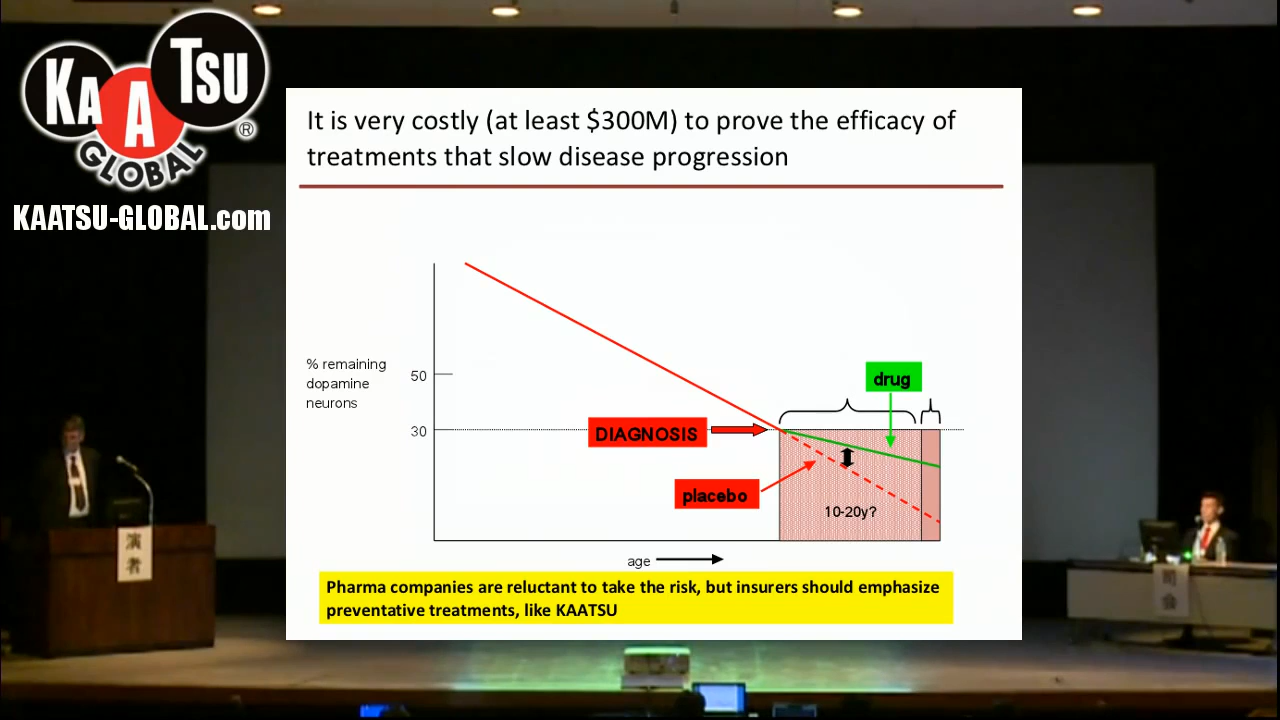 KAATSU
GLOBAL
®
KAATSU-GLOBAL.com
It is very costly (at least $300M) to prove the efficacy of
treatments that slow disease progression
% remaining
dopamine
neurons
50
30
DIAGNOSIS
drug
placebo
10-20y?
age
Pharma companies are reluctant to take the risk, but insurers should emphasize
preventative treatments, like KAATSU
演
者
司
会